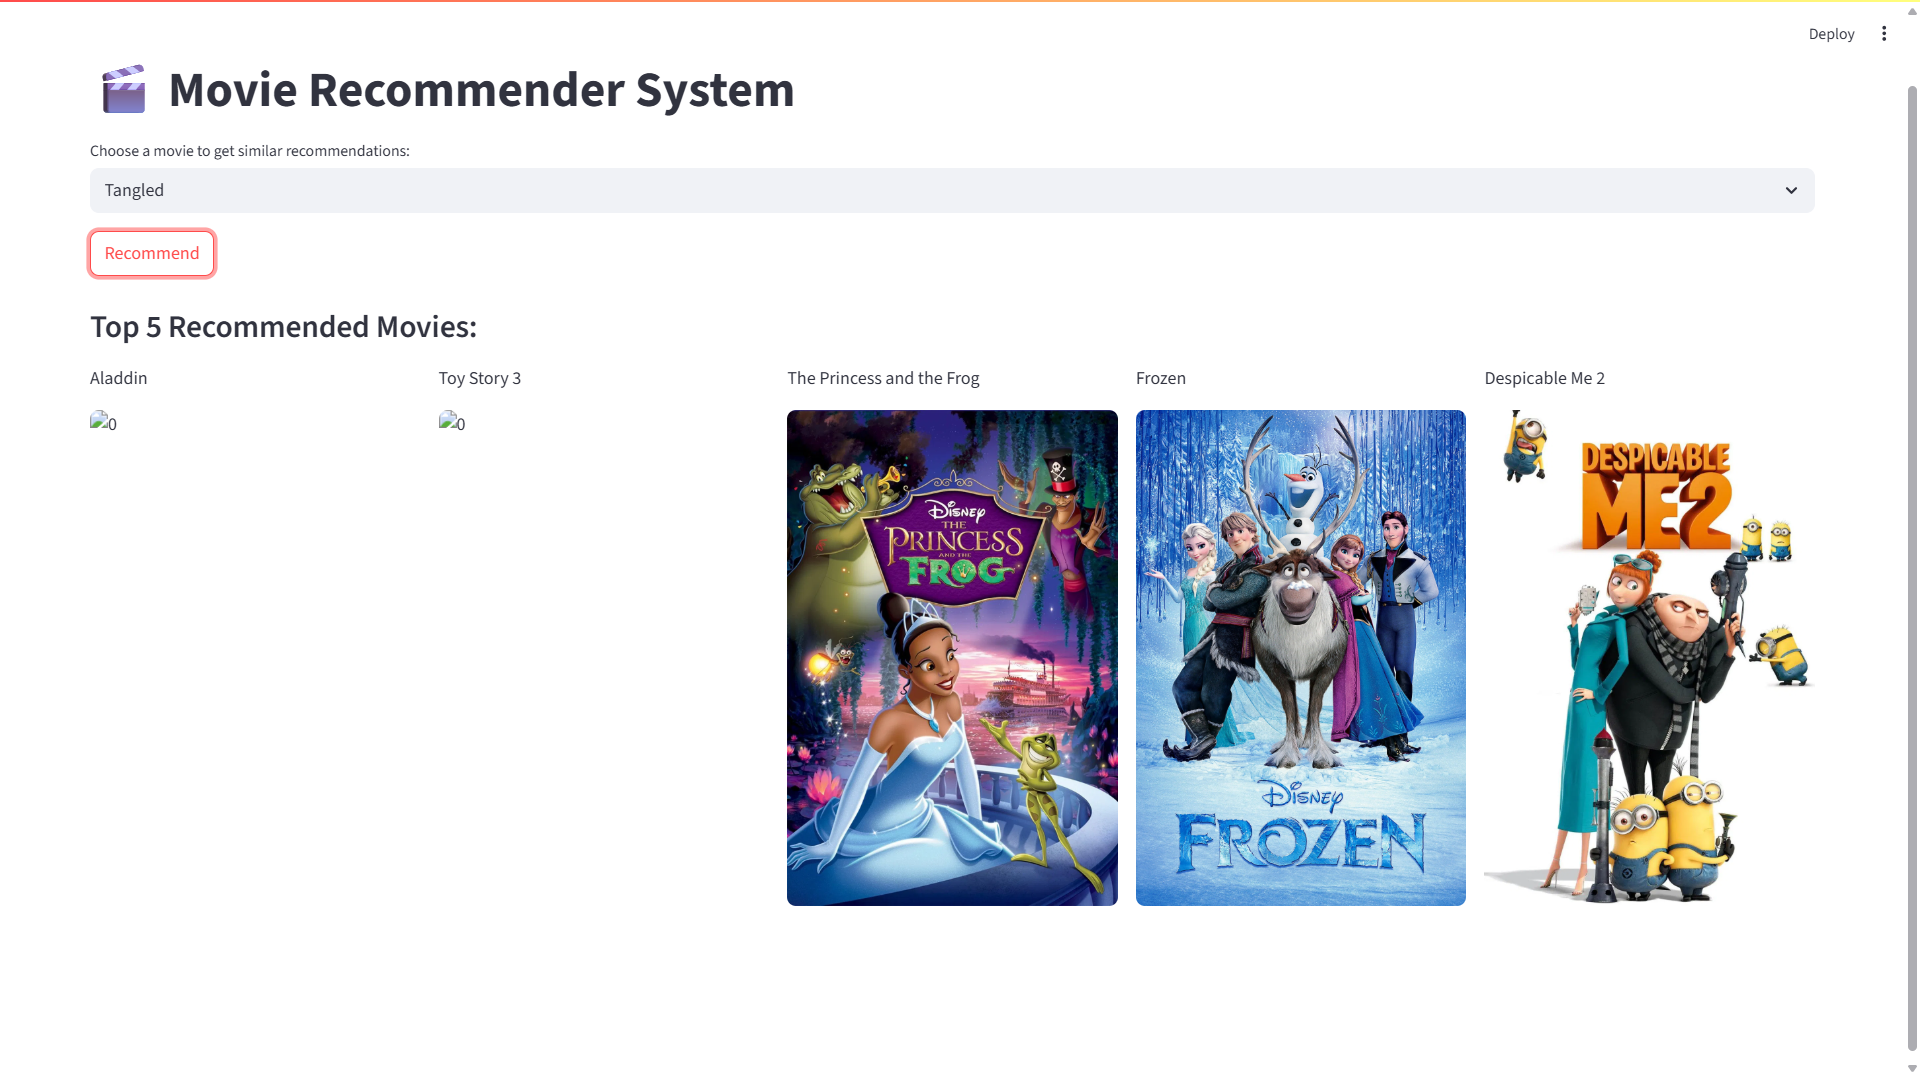 Deploy
Movie Recommender System
Choose a movie to get similar recommendations:
Tangled
Recommend
Top 5 Recommended Movies:
Aladdin
Toy Story 3
The Princess and the Frog
Frozen
Despicable Me 2
0
0
Disney
THE
PRINCESS
AND THE
FROG
Disney
FROZEN
DESPICABLE
ME2